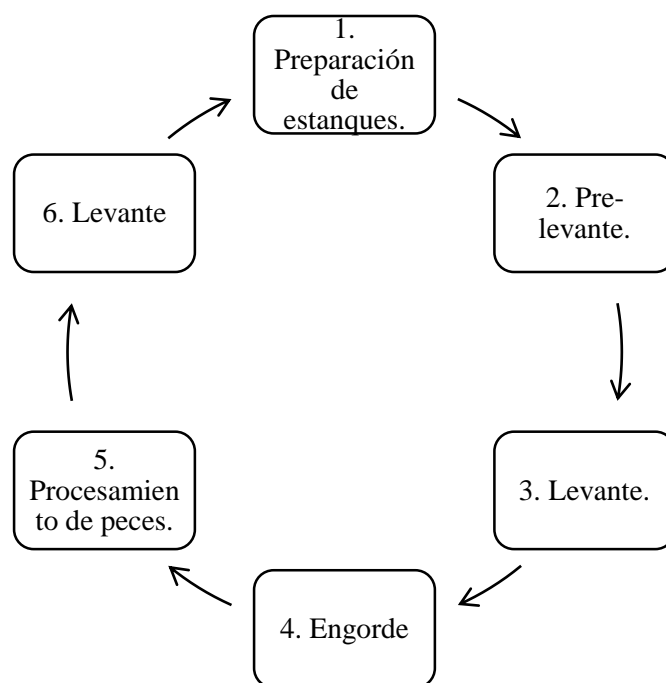 1.
Preparación
de
estanques.
2. Pre-
levante.
3. Levante.
4. Engorde
5.
Procesamien
to de peces.
6. Levante